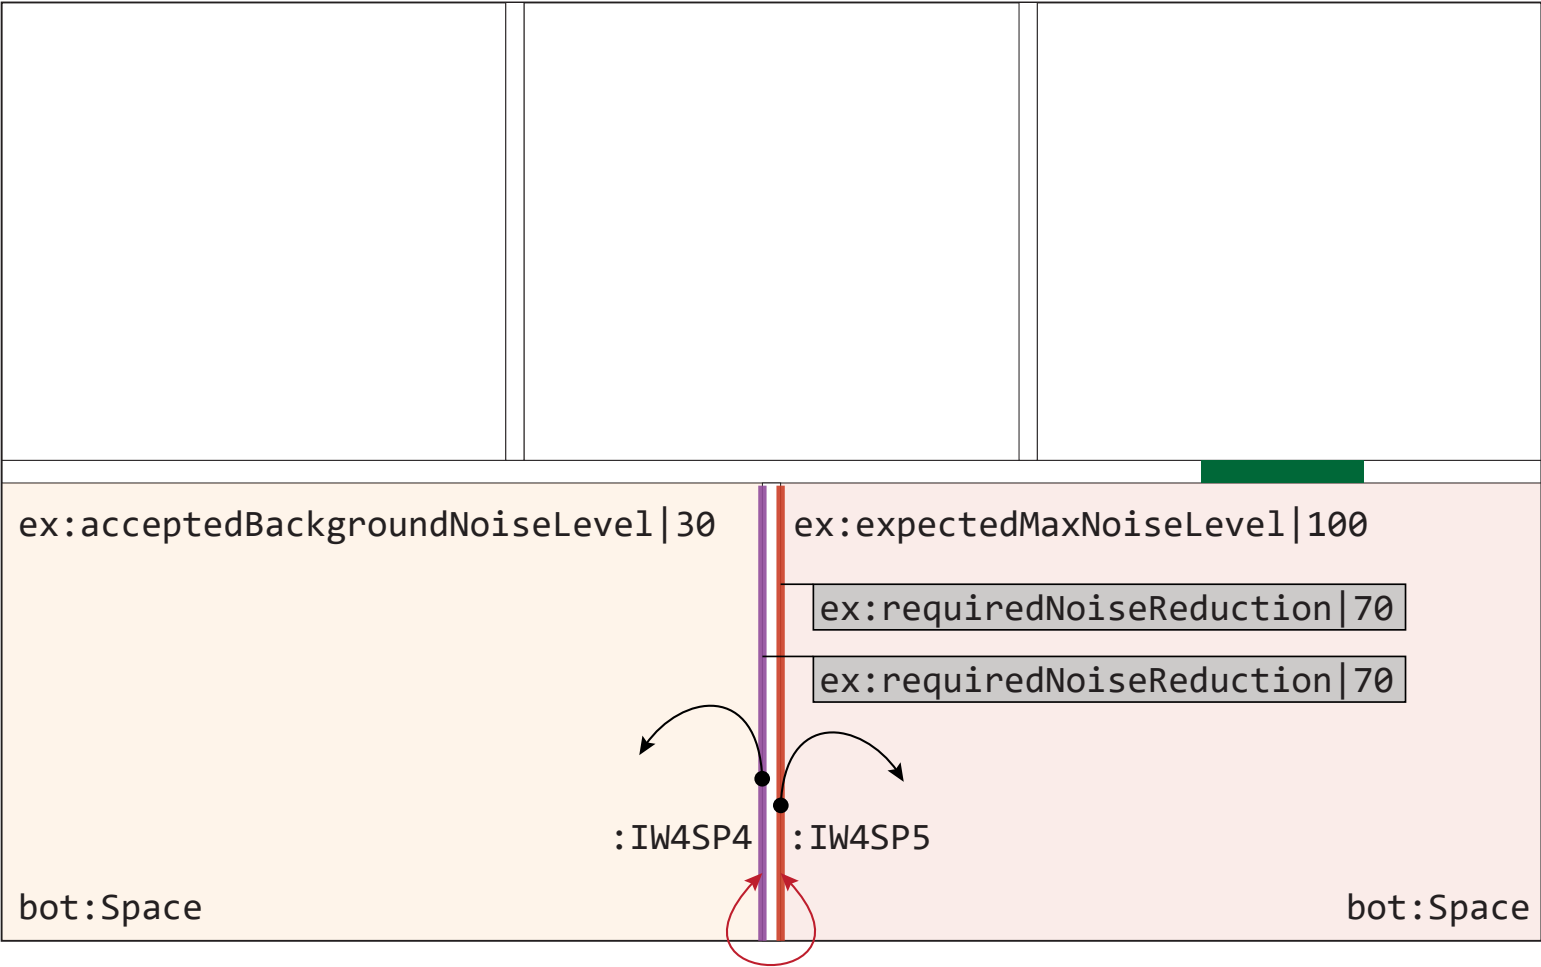 ex:acceptedBackgroundNoiseLevel|30
ex:expectedMaxNoiseLevel|100
ex:requiredNoiseReduction|70
ex:requiredNoiseReduction|70
:IW4SP4
:IW4SP5
bot:Space
bot:Space